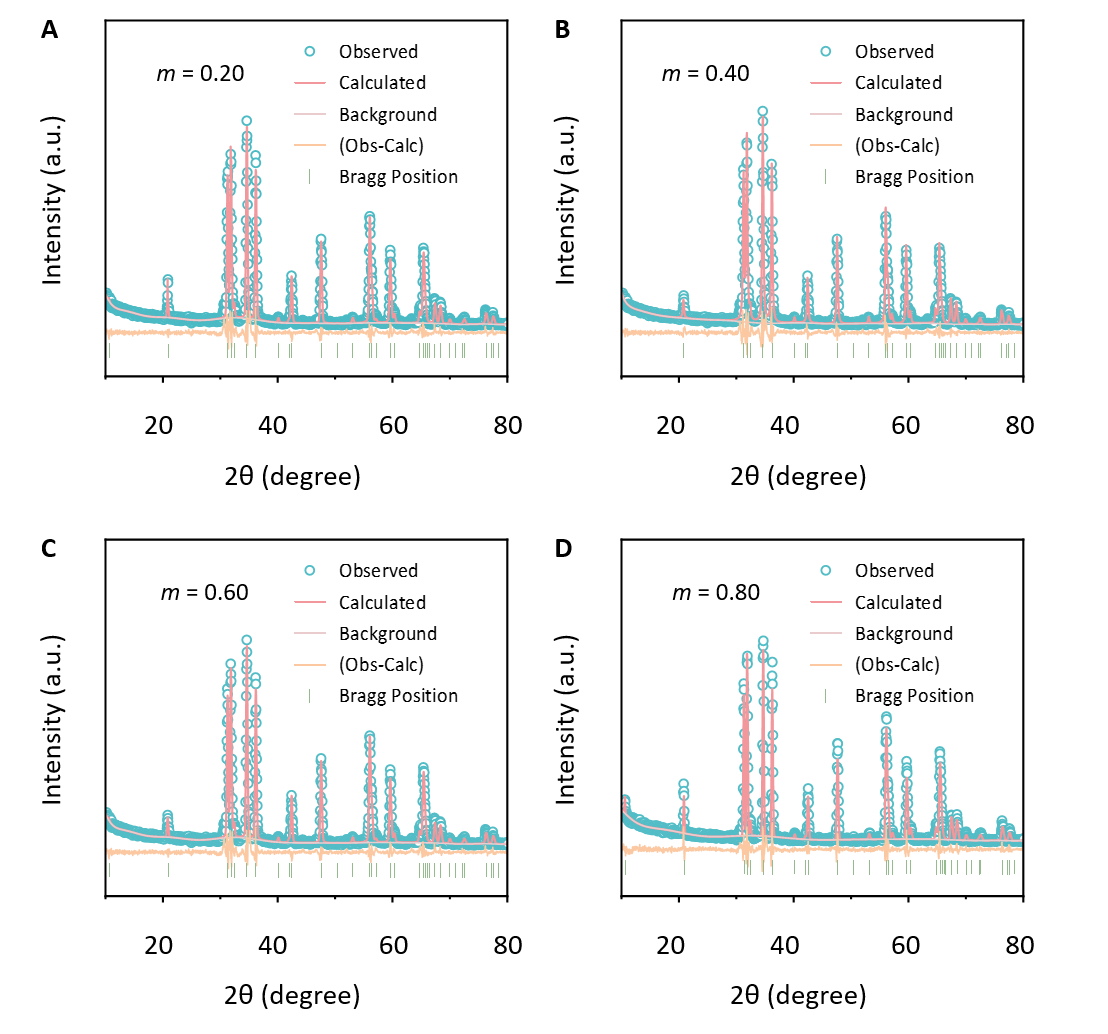 A
m = 0.20
Observed
Calculated
Background
(Obs-Calc)
Bragg Position
Intensity (a.u.)
20 40 60 80
2θ (degree)
B
m = 0.40
Observed
Calculated
Background
(Obs-Calc)
Bragg Position
Intensity (a.u.)
20 40 60 80
2θ (degree)
C
m = 0.60
Observed
Calculated
Background
(Obs-Calc)
Bragg Position
Intensity (a.u.)
20 40 60 80
2θ (degree)
D
m = 0.80
Observed
Calculated
Background
(Obs-Calc)
Bragg Position
Intensity (a.u.)
20 40 60 80
2θ (degree)